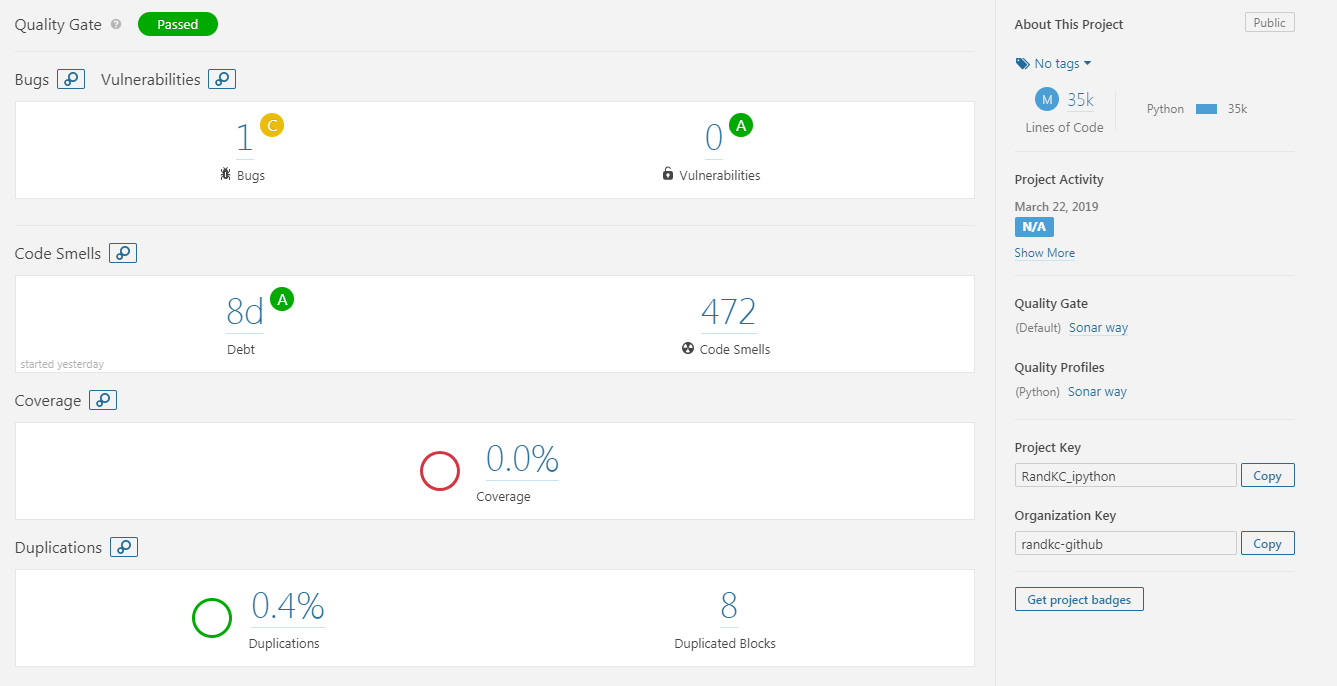 Quality Gate ? Passed
Bugs Vulnerabilities
1 C
Bugs
0 A
Vulnerabilities
Code Smells
8d A
Debt
started yesterday
472
Code Smells
Coverage
0.0%
Coverage
Duplications
0.4%
Duplications
8
Duplicated Blocks
About This Project Public
No tags
M 35k
Lines of Code
Python 35k
Project Activity
March 22, 2019
N/A
Show More
Quality Gate
(Default) Sonar way
Quality Profiles
(Python) Sonar way
Project Key
RandKC_ipython Copy
Organization Key
randkc-github Copy
Get project badges